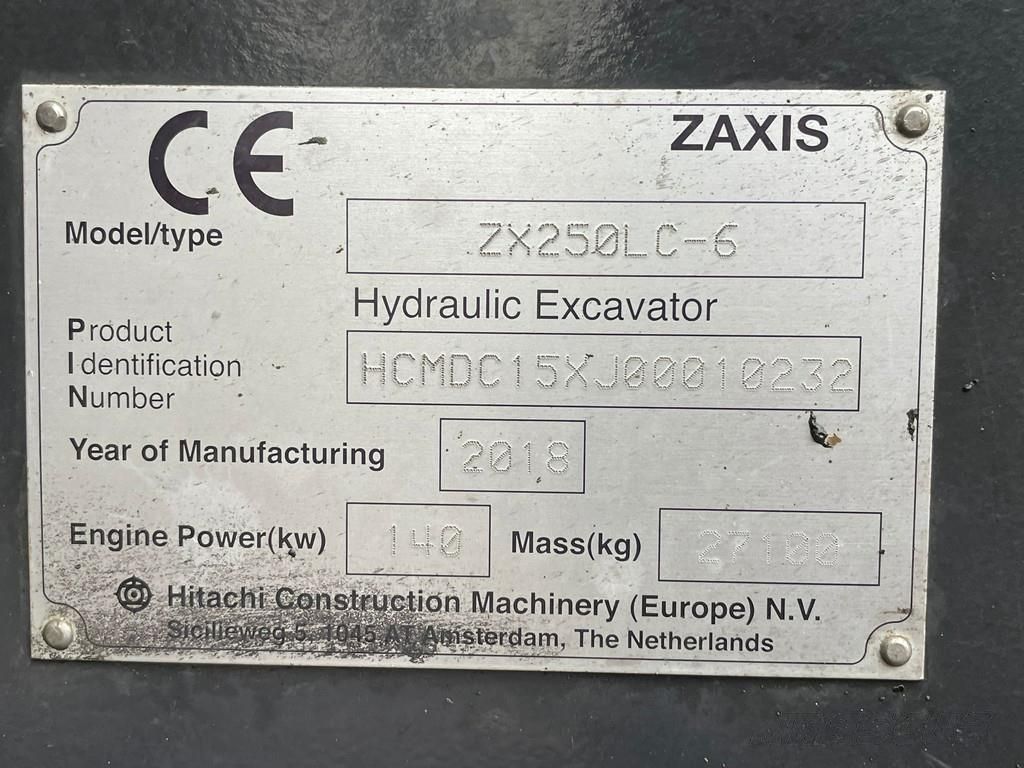 CE ZAXIS
Model/type ZX250LC-6
Hydraulic Excavator
Product
Identification HCMDC15XJ00010232
Number
Year of Manufacturing 2018
Engine Power(kw) 140 Mass(kg) 27100
Hitachi Construction Machinery (Europe) N.V.
Sicilieweg 5, 1045 AT Amsterdam, The Netherlands